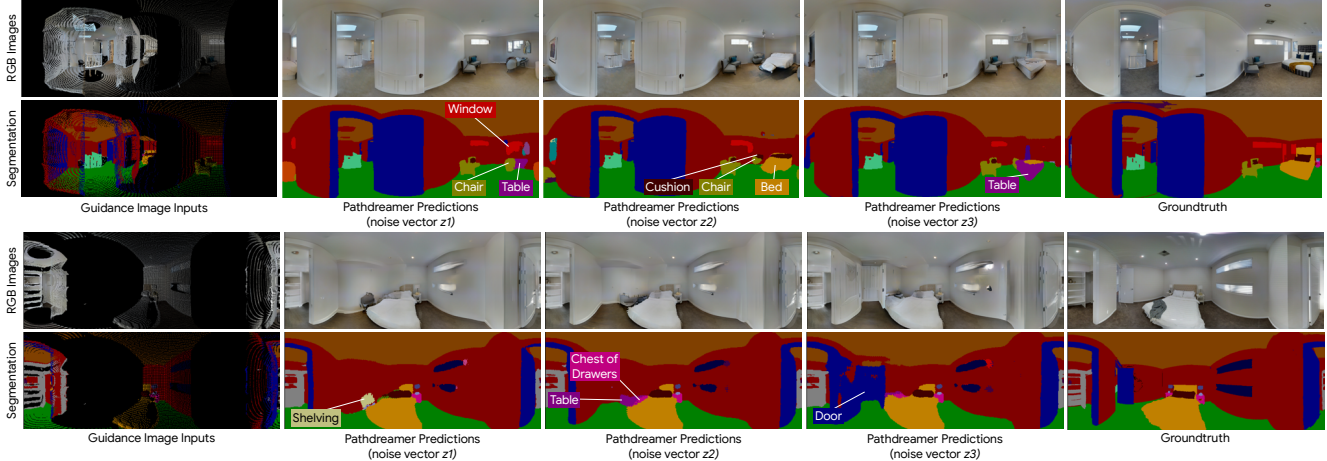 RGB Images
Segmentation
Window
Chair
Table
Cushion
Chair
Bed
Table
Guidance Image Inputs
Pathdreamer Predictions
(noise vector z1)
Pathdreamer Predictions
(noise vector z2)
Pathdreamer Predictions
(noise vector z3)
Groundtruth
RGB Images
Segmentation
Shelving
Chest of
Drawers
Table
Door
Guidance Image Inputs
Pathdreamer Predictions
(noise vector z1)
Pathdreamer Predictions
(noise vector z2)
Pathdreamer Predictions
(noise vector z3)
Groundtruth